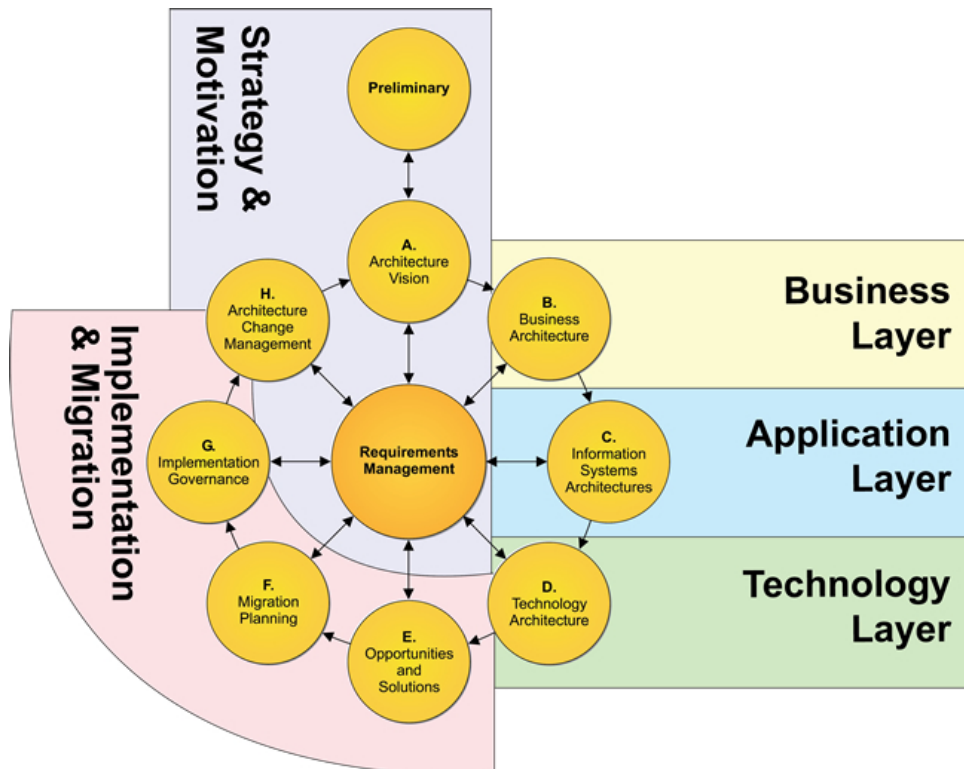 Strategy &
Motivation
Preliminary
A.
Architecture
Vision
B.
Business
Architecture
Business
Layer
H.
Architecture
Change
Management
Implementation
& Migration
Requirements
Management
C.
Information
Systems
Architectures
Application
Layer
G.
Implementation
Governance
F.
Migration
Planning
E.
Opportunities
and
Solutions
D.
Technology
Architecture
Technology
Layer